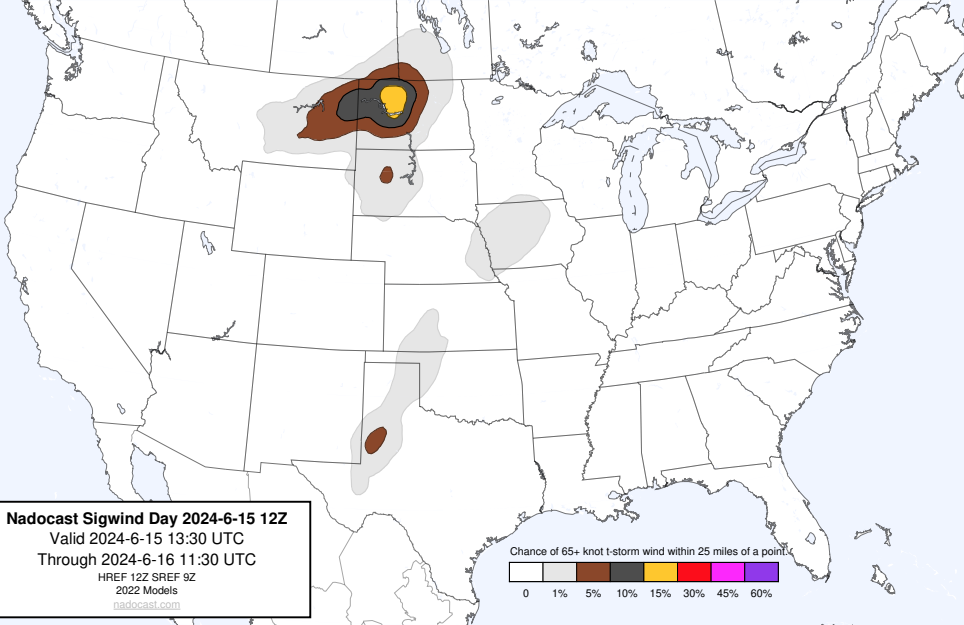 Nadocast Sigwind Day 2024-6-15 12Z
Valid 2024-6-15 13:30 UTC
Through 2024-6-16 11:30 UTC
HREF 12Z SREF 9Z
2022 Models
nadocast.com
Chance of 65+ knot t-storm wind within 25 miles of a point.
0 1% 5% 10% 15% 30% 45% 60%